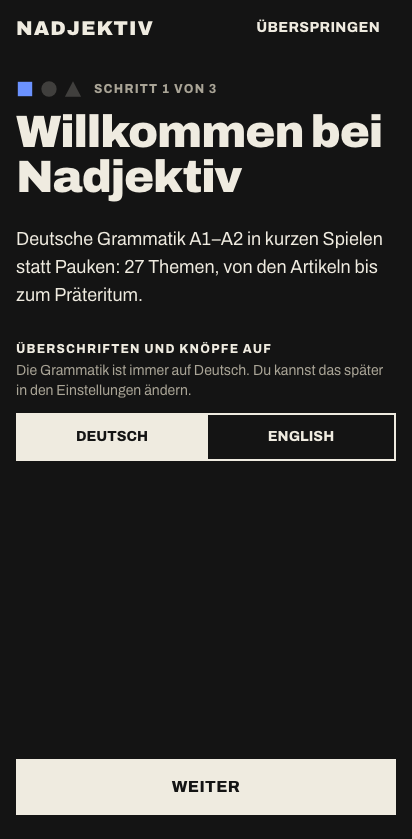 NADJEKTIV
ÜBERSPRINGEN
SCHRITT 1 VON 3
Willkommen bei
Nadjektiv
Deutsche Grammatik A1–A2 in kurzen Spielen
statt Pauken: 27 Themen, von den Artikeln bis
zum Präteritum.
ÜBERSCHRIFTEN UND KNÖPFE AUF
Die Grammatik ist immer auf Deutsch. Du kannst das später
in den Einstellungen ändern.
DEUTSCH
ENGLISH
WEITER